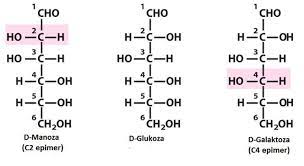 1
CHO
2
HO—C—H
3
HO—C—H
4
H—C—OH
5
H—C—OH
6
CH₂OH
D-Manoza
(C2 epimer)
1
CHO
2
H—C—OH
3
HO—C—H
4
H—C—OH
5
H—C—OH
6
CH₂OH
D-Glukoza
1
CHO
2
H—C—OH
3
HO—C—H
4
HO—C—H
5
H—C—OH
6
CH₂OH
D-Galaktoza
(C4 epimer)